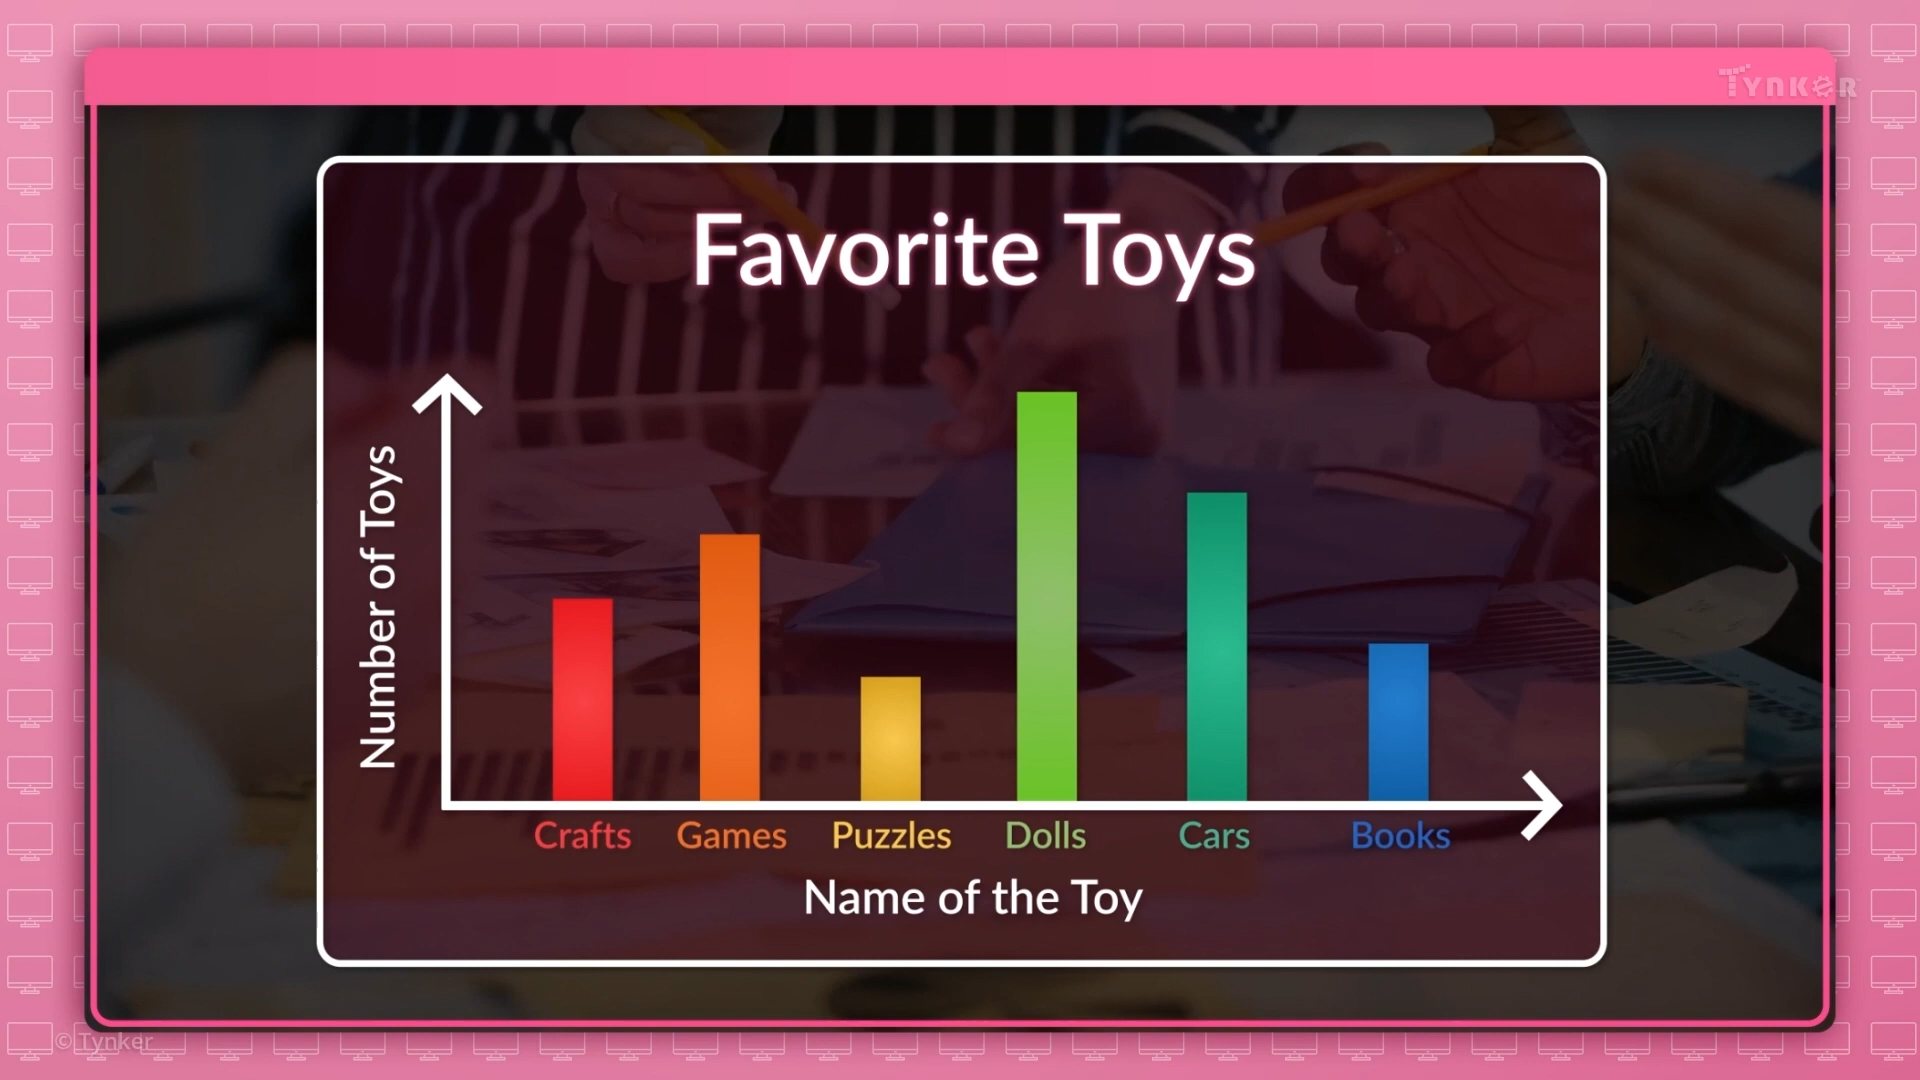 TYNKER
Favorite Toys
Number of Toys
Crafts Games Puzzles Dolls Cars Books
Name of the Toy
© Tynker